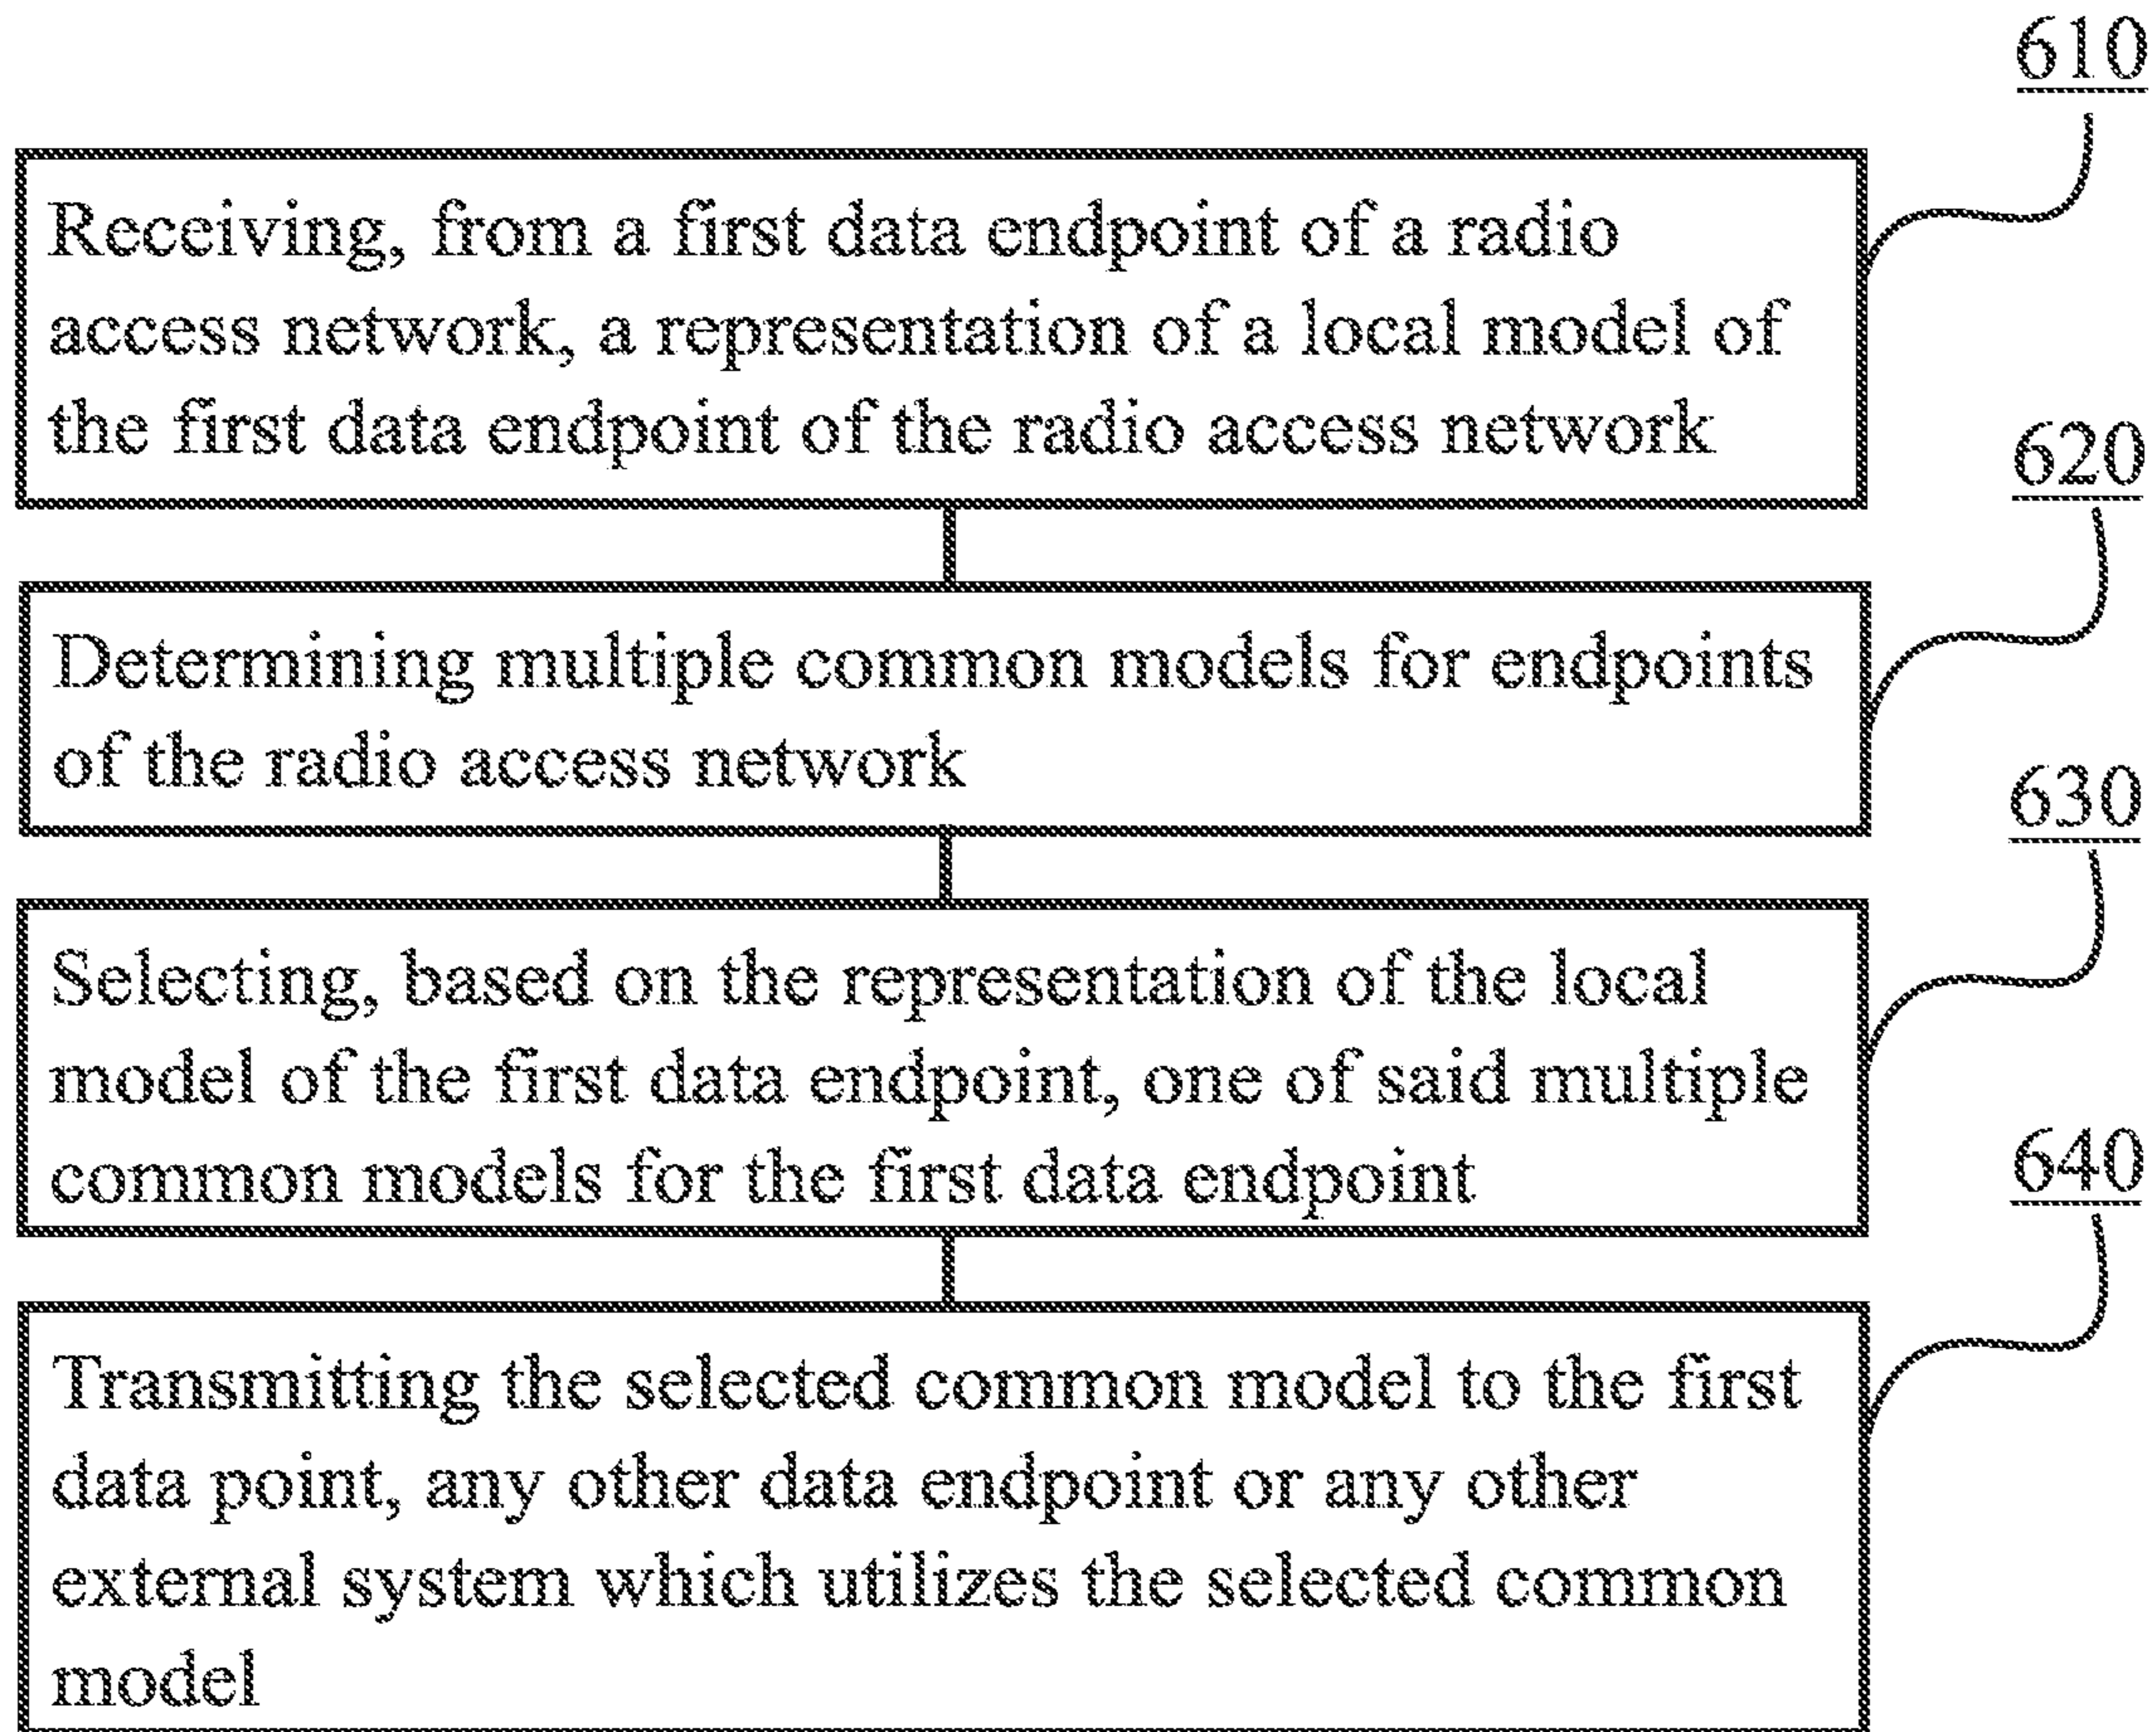 610
Receiving, from a first data endpoint of a radio
access network, a representation of a local model of
the first data endpoint of the radio access network
620
Determining multiple common models for endpoints
of the radio access network
630
Selecting, based on the representation of the local
model of the first data endpoint, one of said multiple
common models for the first data endpoint
640
Transmitting the selected common model to the first
data point, any other data endpoint or any other
external system which utilizes the selected common
model